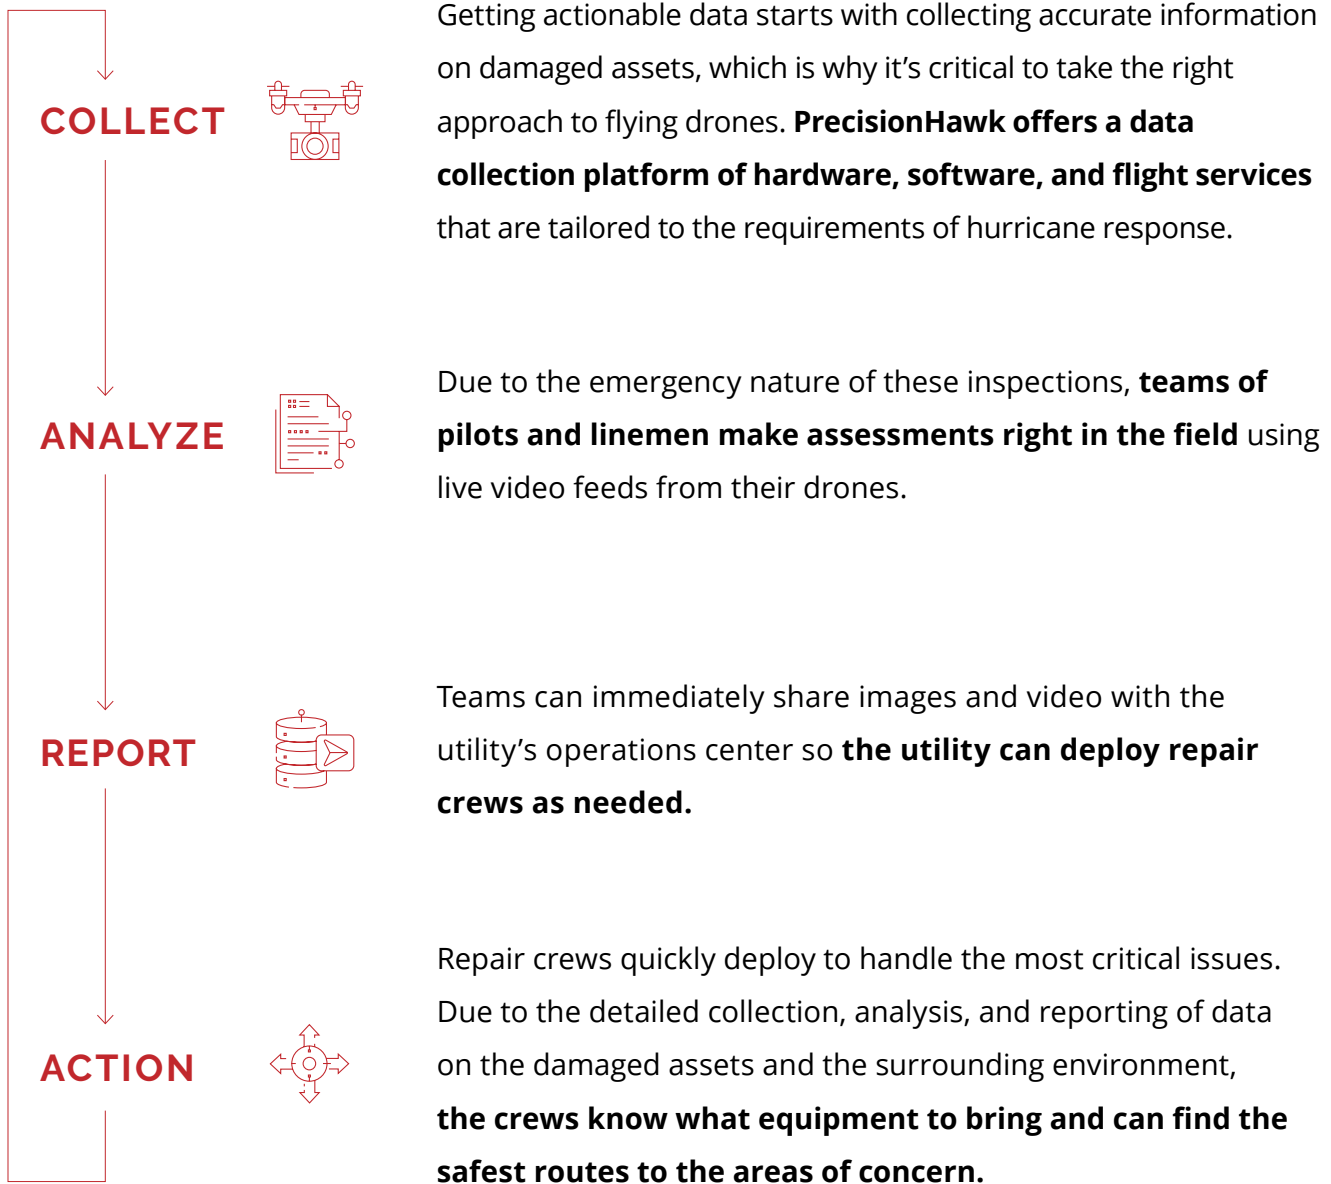 Getting actionable data starts with collecting accurate information
on damaged assets, which is why it’s critical to take the right
approach to flying drones. PrecisionHawk offers a data
collection platform of hardware, software, and flight services
that are tailored to the requirements of hurricane response.
COLLECT
Due to the emergency nature of these inspections, teams of
pilots and linemen make assessments right in the field using
live video feeds from their drones.
ANALYZE
Teams can immediately share images and video with the
utility’s operations center so the utility can deploy repair
crews as needed.
REPORT
Repair crews quickly deploy to handle the most critical issues.
Due to the detailed collection, analysis, and reporting of data
on the damaged assets and the surrounding environment,
the crews know what equipment to bring and can find the
safest routes to the areas of concern.
ACTION